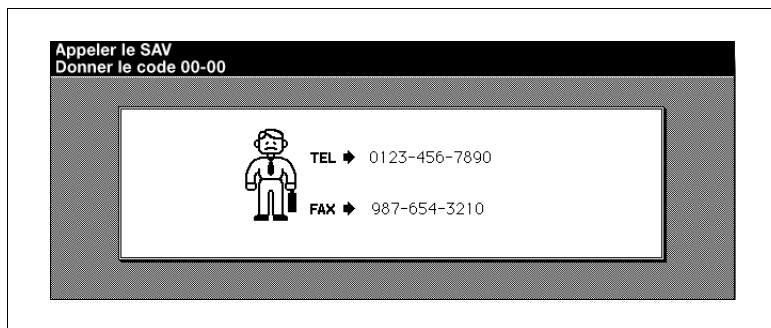 Appeler le SAV
Donner le code 00-00
TEL ➧ 0123-456-7890
FAX ➧ 987-654-3210